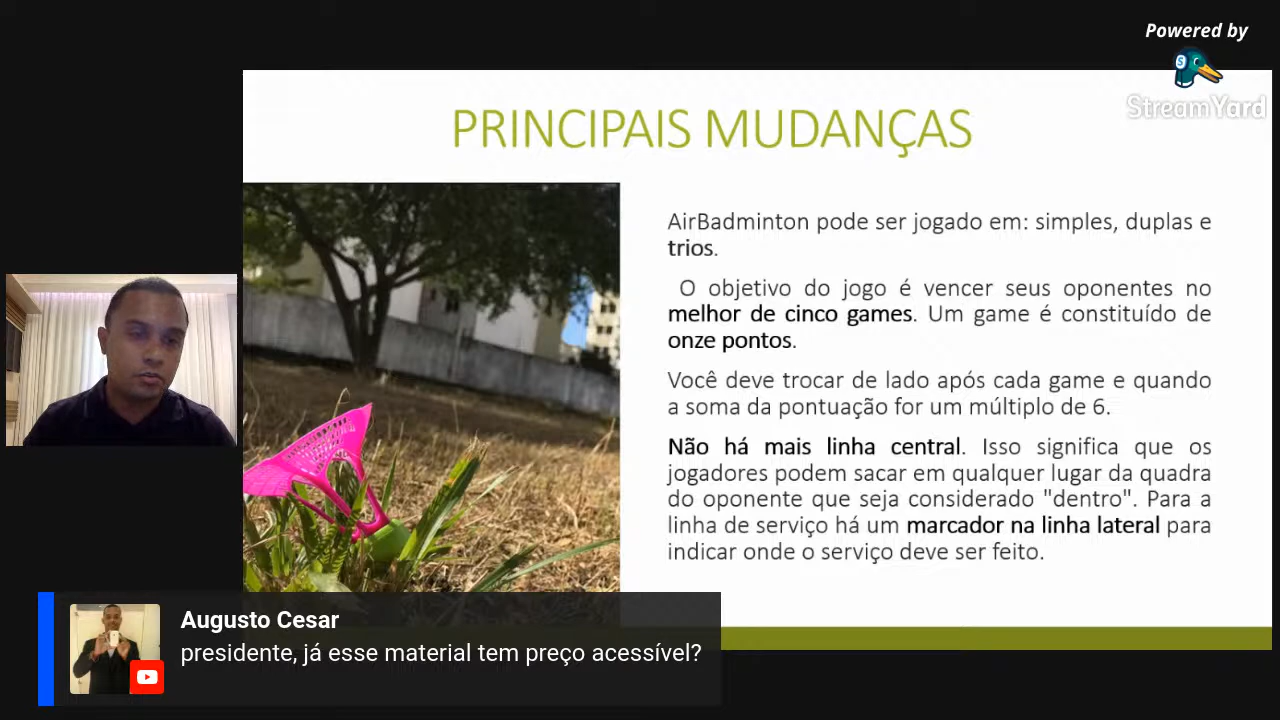 Powered by
StreamYard
PRINCIPAIS MUDANÇAS
AirBadminton pode ser jogado em: simples, duplas e
trios.
O objetivo do jogo é vencer seus oponentes no
melhor de cinco games. Um game é constituído de
onze pontos.
Você deve trocar de lado após cada game e quando
a soma da pontuação for um múltiplo de 6.
Não há mais linha central. Isso significa que os
jogadores podem sacar em qualquer lugar da quadra
do oponente que seja considerado "dentro". Para a
linha de serviço há um marcador na linha lateral para
indicar onde o serviço deve ser feito.
Augusto Cesar
presidente, já esse material tem preço acessível?